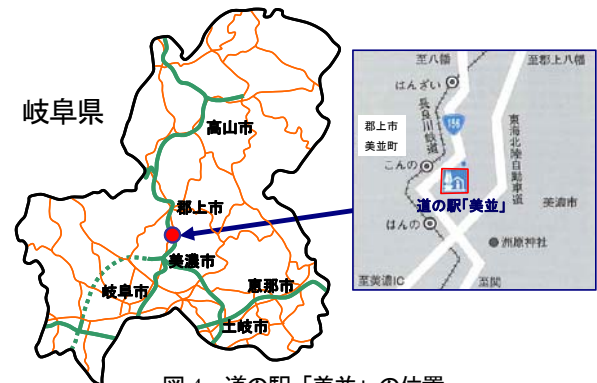 岐阜県
高山市
郡上市
美濃市
岐阜市
恵那市
土岐市
至八幡
至郡上八幡
はんざい
長良川鉄道
156
郡上市
美並町
東海北陸自動車道
こんの
道の駅「美並」
美濃市
はんの
洲原神社
至美濃IC
至関
図4 道の駅「美並」の位置